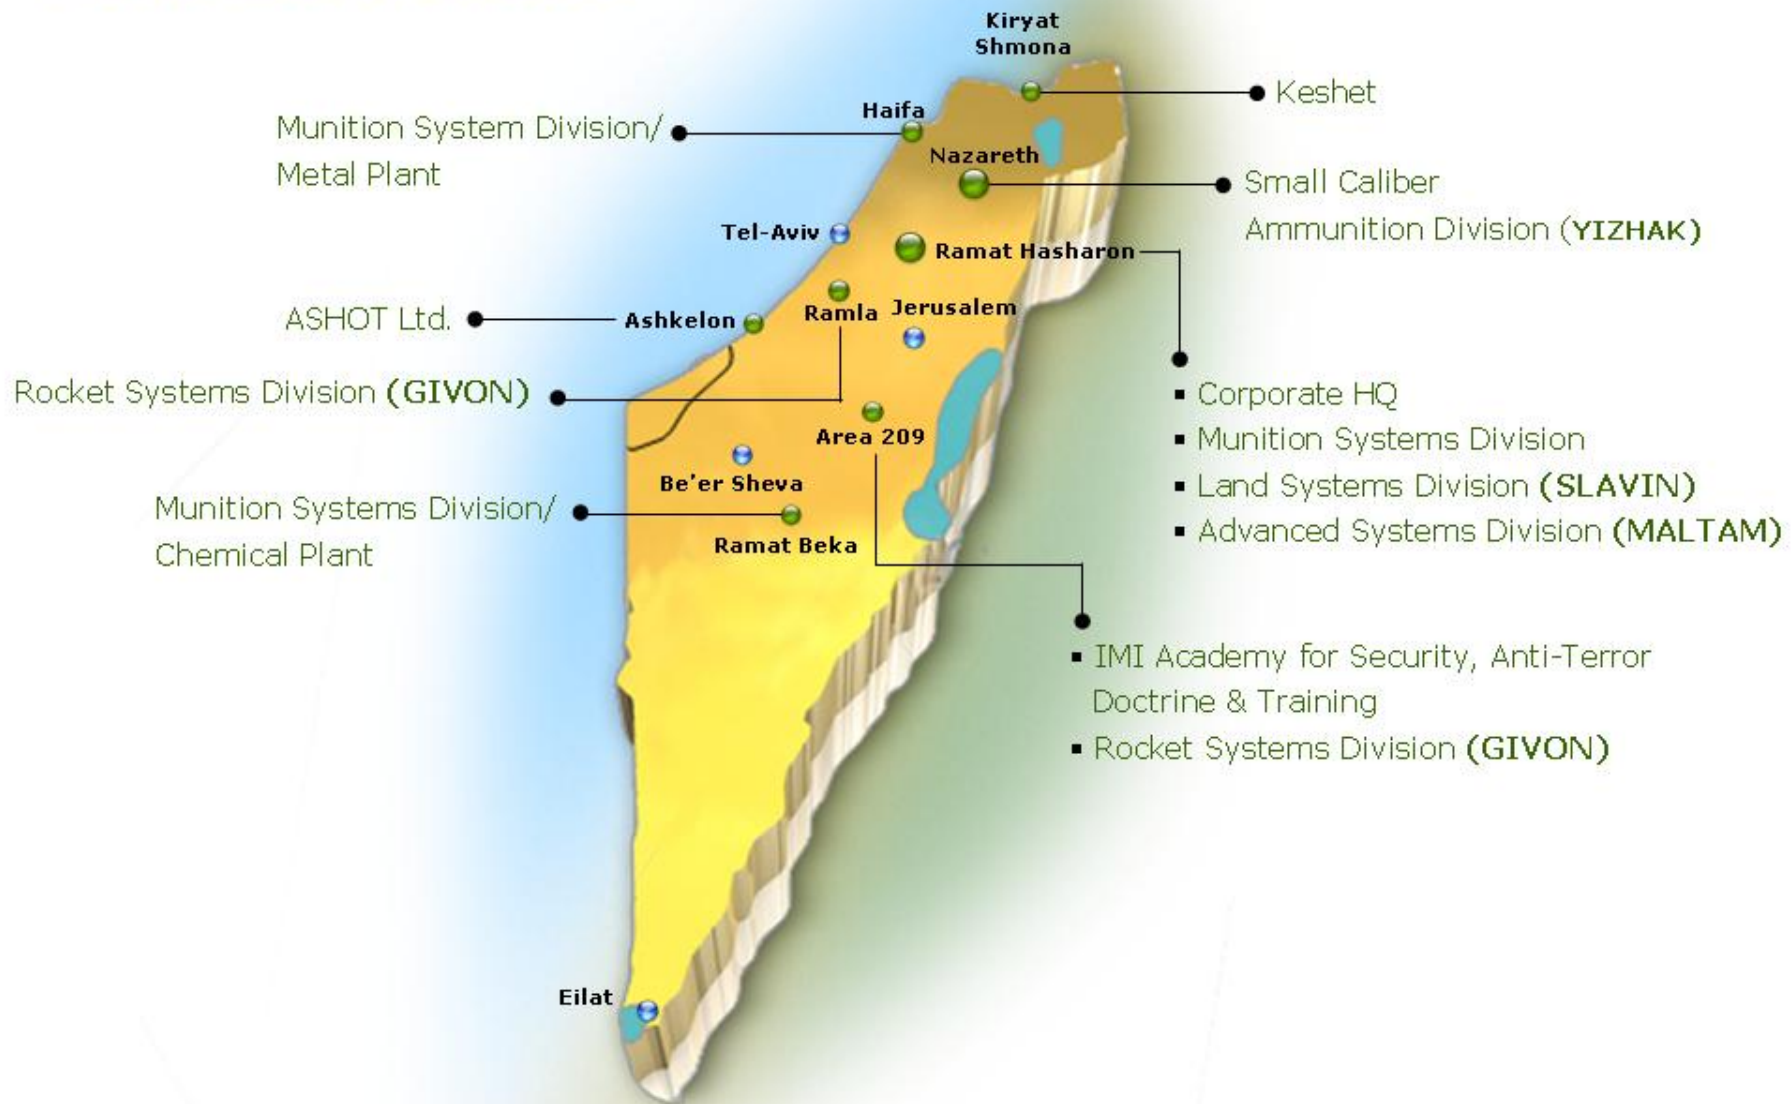 Kiryat
Shmona
Keshet
Haifa
Munition System Division/
Metal Plant
Nazareth
Small Caliber
Ammunition Division (YIZHAK)
Tel-Aviv
Ramat Hasharon
Ramla
Jerusalem
ASHOT Ltd.
Ashkelon
Rocket Systems Division (GIVON)
▪ Corporate HQ
▪ Munition Systems Division
▪ Land Systems Division (SLAVIN)
▪ Advanced Systems Division (MALTAM)
Area 209
Be'er Sheva
Munition Systems Division/
Chemical Plant
Ramat Beka
▪ IMI Academy for Security, Anti-Terror
Doctrine & Training
▪ Rocket Systems Division (GIVON)
Eilat